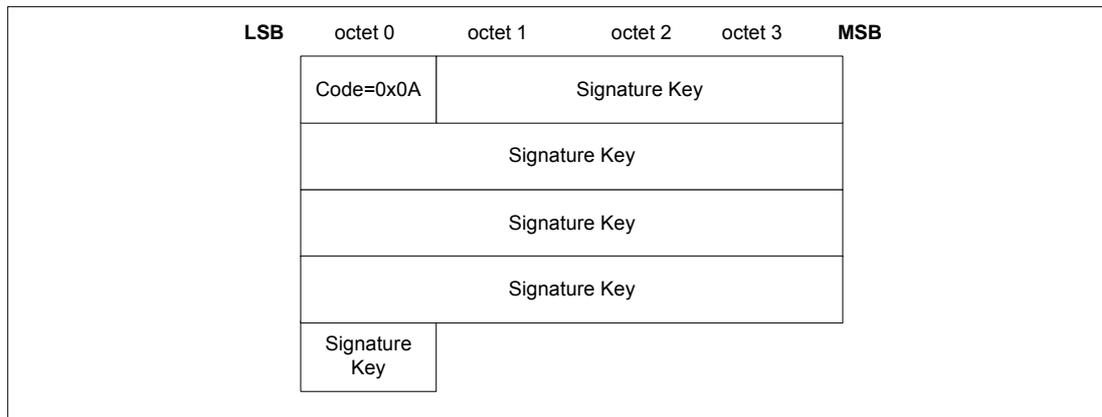 LSB octet 0 octet 1 octet 2 octet 3 MSB
Code=0x0A Signature Key
Signature Key
Signature Key
Signature Key
Signature
Key